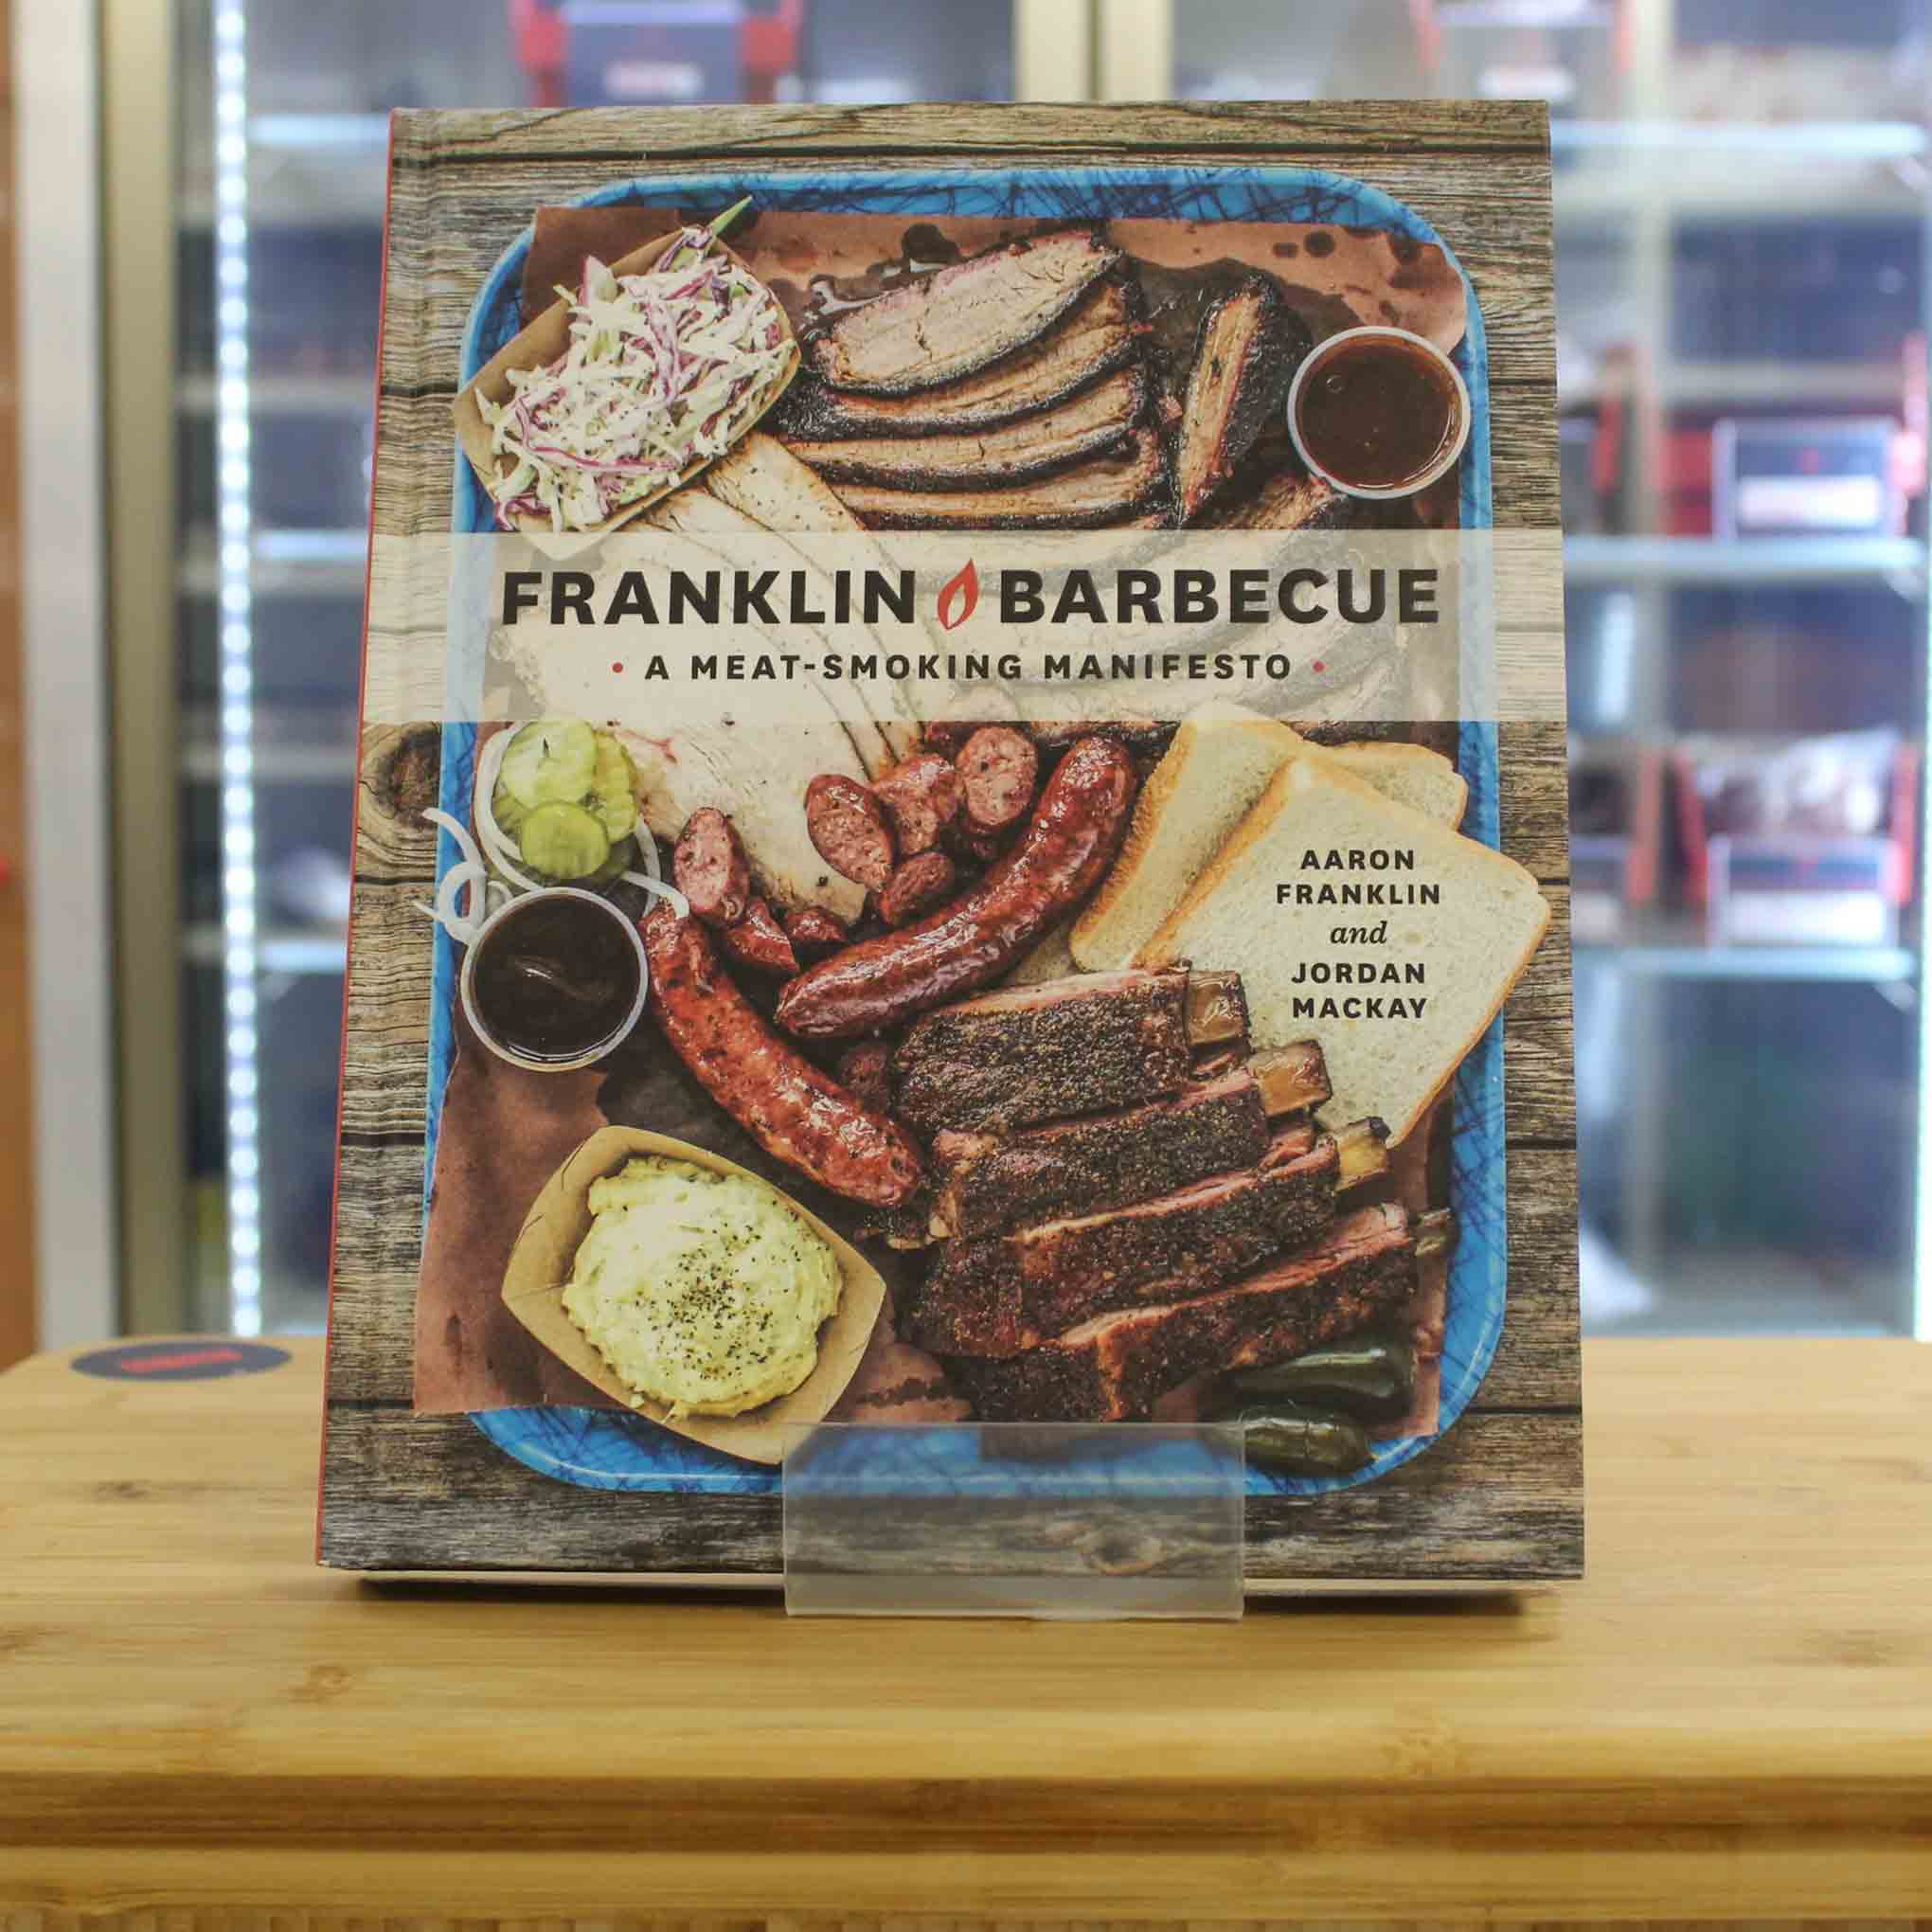 FRANKLIN BARBECUE
• A MEAT-SMOKING MANIFESTO •
AARON
FRANKLIN
and
JORDAN
MACKAY